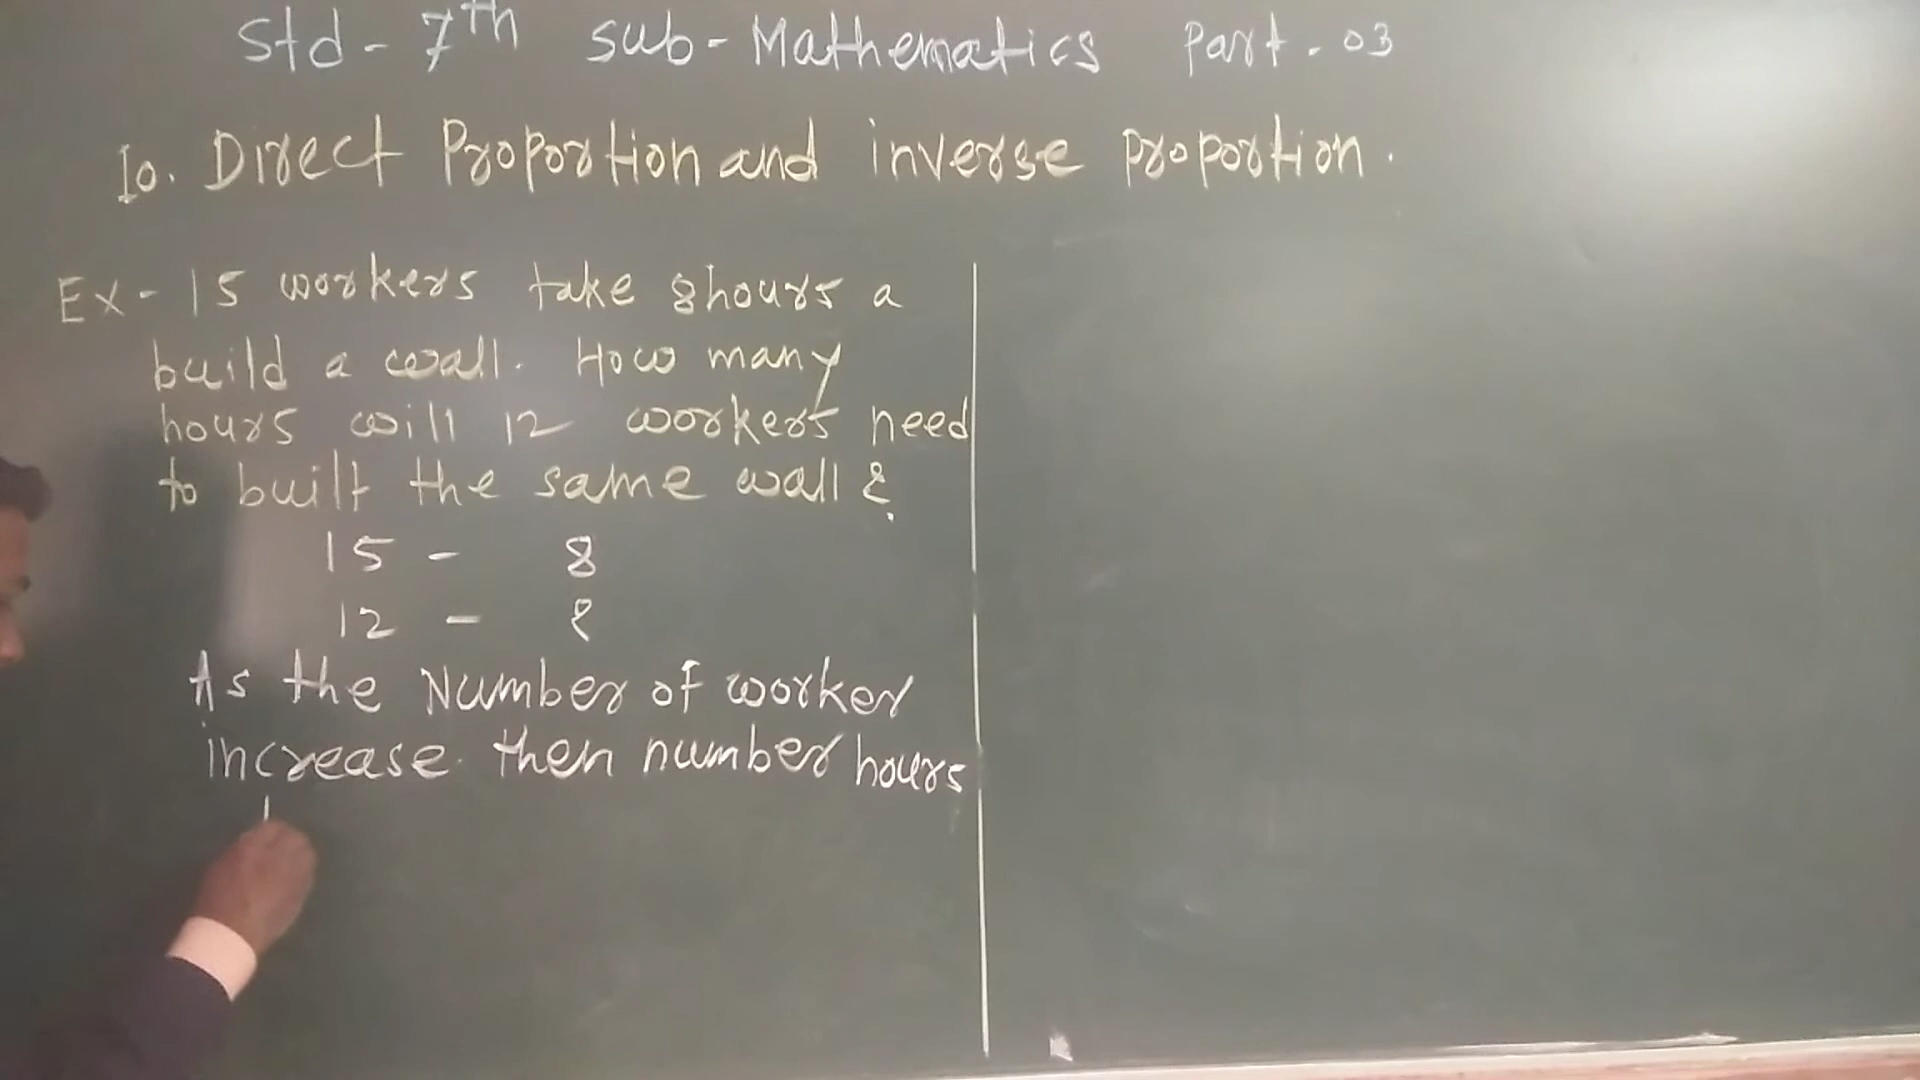 Std - 7th Sub - Mathematics Part - 03
10. Direct Proportion and inverse proportion.
Ex - 15 workers take 8 hours a
build a wall. How many
hours will 12 workers need
to built the same wall ?
15 - 8
12 - ?
As the Number of worker
increase then number hours